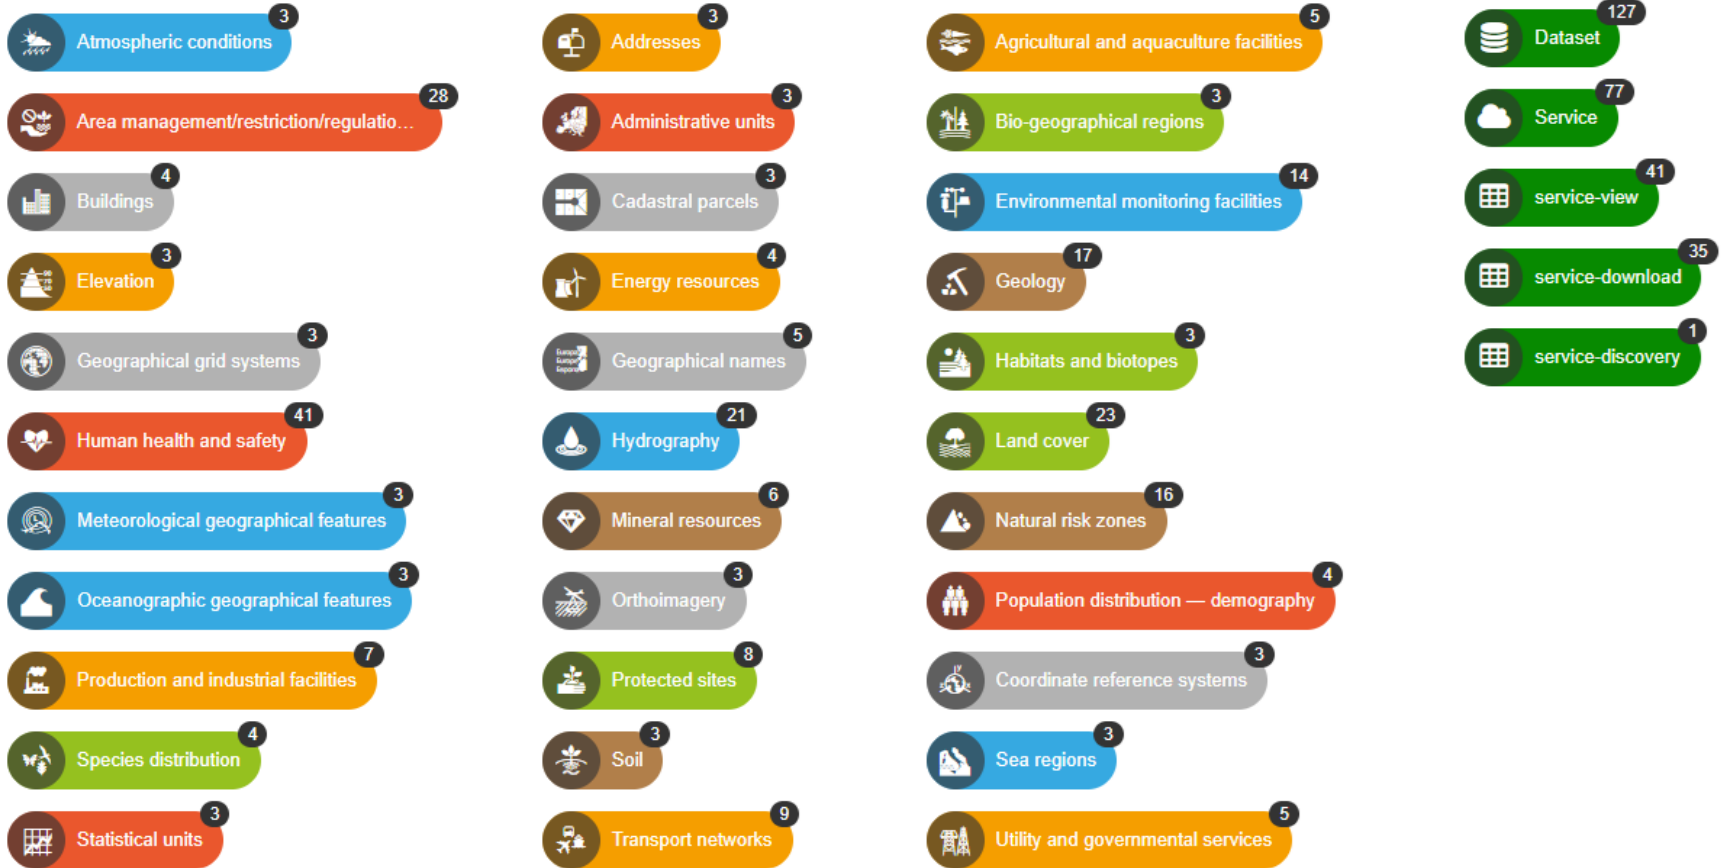 Atmospheric conditions 3
Area management/restriction/regulatio... 28
Buildings 4
Elevation 3
Geographical grid systems 3
Human health and safety 41
Meteorological geographical features 3
Oceanographic geographical features 3
Production and industrial facilities 7
Species distribution 4
Statistical units 3
Addresses 3
Administrative units 3
Cadastral parcels 3
Energy resources 4
Geographical names 5
Hydrography 21
Mineral resources 6
Orthoimagery 3
Protected sites 8
Soil 3
Transport networks 9
Agricultural and aquaculture facilities 5
Bio-geographical regions 3
Environmental monitoring facilities 14
Geology 17
Habitats and biotopes 3
Land cover 23
Natural risk zones 16
Population distribution — demography 4
Coordinate reference systems 3
Sea regions 3
Utility and governmental services 5
Dataset 127
Service 77
service-view 41
service-download 35
service-discovery 1